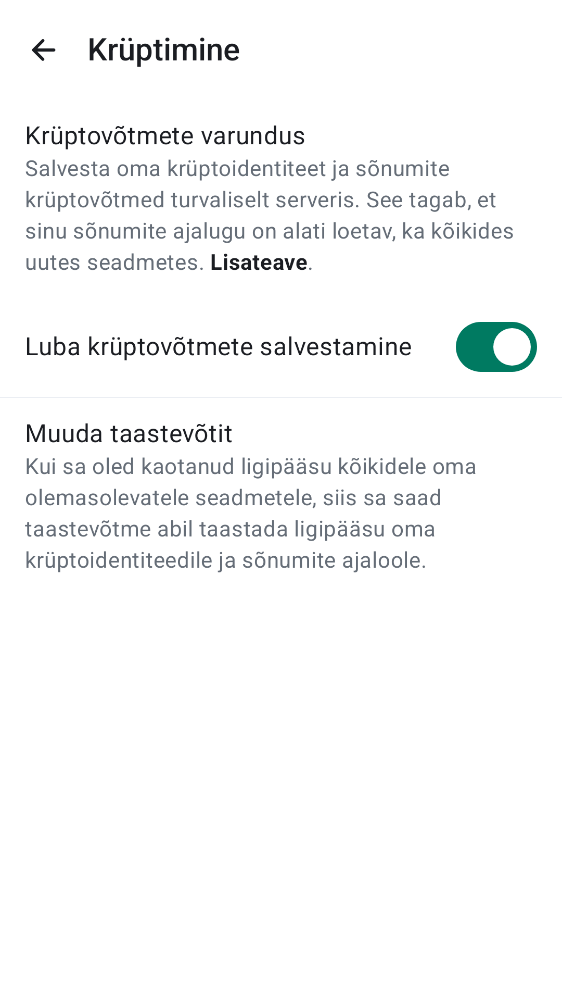 Krüptimine
Krüptovõtmete varundus
Salvesta oma krüptoidentiteet ja sõnumite
krüptovõtmed turvaliselt serveris. See tagab, et
sinu sõnumite ajalugu on alati loetav, ka kõikides
uutes seadmetes. Lisateave.
Luba krüptovõtmete salvestamine
Muuda taastevõtit
Kui sa oled kaotanud ligipääsu kõikidele oma
olemasolevatele seadmetele, siis sa saad
taastevõtme abil taastada ligipääsu oma
krüptoidentiteedile ja sõnumite ajaloole.